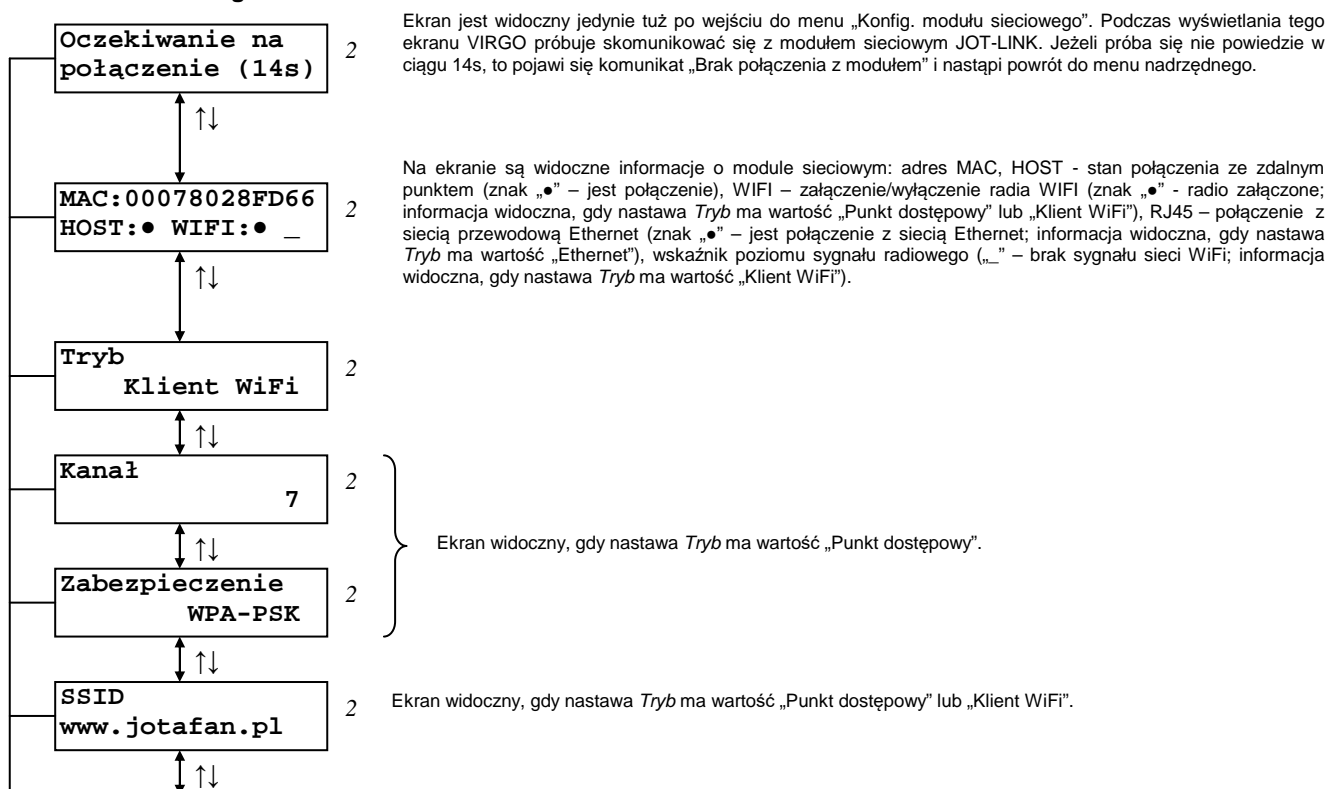 Oczekiwanie na
połączenie (14s)
2
Ekran jest widoczny jedynie tuż po wejściu do menu „Konfig. modułu sieciowego”. Podczas wyświetlania tego
ekranu VIRGO próbuje skomunikować się z modułem sieciowym JOT-LINK. Jeżeli próba się nie powiedzie w
ciągu 14s, to pojawi się komunikat „Brak połączenia z modułem” i nastąpi powrót do menu nadrzędnego.
↑↓
MAC:00078028FD66
HOST:● WIFI:● _
2
Na ekranie są widoczne informacje o module sieciowym: adres MAC, HOST - stan połączenia ze zdalnym
punktem (znak „●” – jest połączenie), WIFI – załączenie/wyłączenie radia WIFI (znak „●” - radio załączone;
informacja widoczna, gdy nastawa Tryb ma wartość „Punkt dostępowy” lub „Klient WiFi”), RJ45 – połączenie z
siecią przewodową Ethernet (znak „●” – jest połączenie z siecią Ethernet; informacja widoczna, gdy nastawa
Tryb ma wartość „Ethernet”), wskaźnik poziomu sygnału radiowego („_” – brak sygnału sieci WiFi; informacja
widoczna, gdy nastawa Tryb ma wartość „Klient WiFi”).
↑↓
Tryb
Klient WiFi
2
↑↓
Kanał
7
2
↑↓
Ekran widoczny, gdy nastawa Tryb ma wartość „Punkt dostępowy”.
Zabezpieczenie
WPA-PSK
2
↑↓
SSID
www.jotafan.pl
2
Ekran widoczny, gdy nastawa Tryb ma wartość „Punkt dostępowy” lub „Klient WiFi”.
↑↓